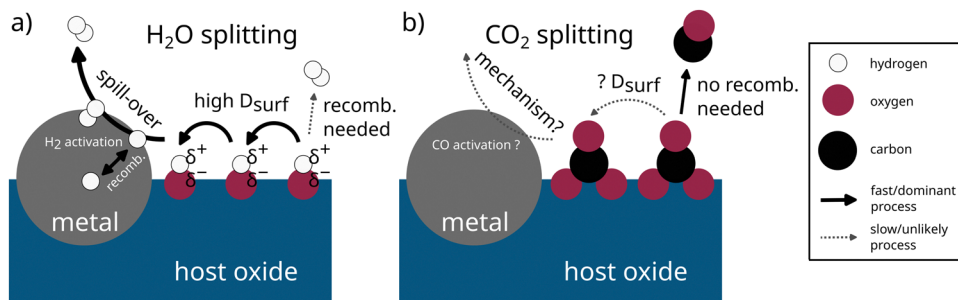 a)
H₂O splitting
spill-over
high Dsurf
recomb.
needed
H₂ activation
recomb.
δ⁺
δ⁻
δ⁺
δ⁻
δ⁺
δ⁻
metal
host oxide
b)
CO₂ splitting
mechanism?
? Dsurf
no recomb.
needed
CO activation ?
metal
host oxide
hydrogen
oxygen
carbon
fast/dominant
process
slow/unlikely
process